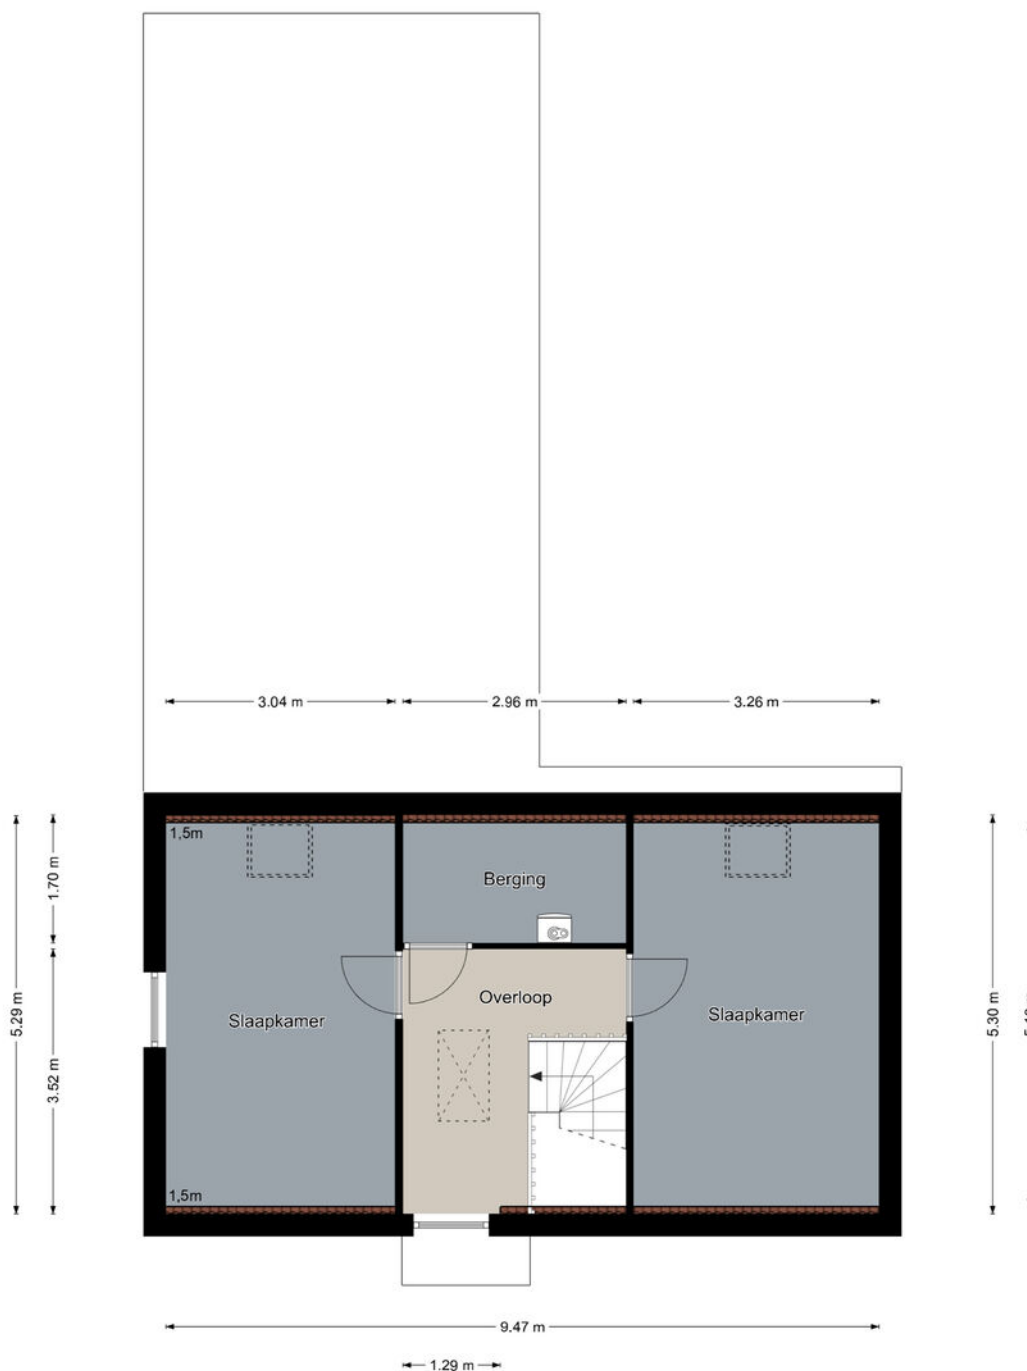 3.04 m
2.96 m
3.26 m
1,5m
1.70 m
Berging
5.29 m
Overloop
5.30 m
Slaapkamer
Slaapkamer
3.52 m
1,5m
9.47 m
1.29 m